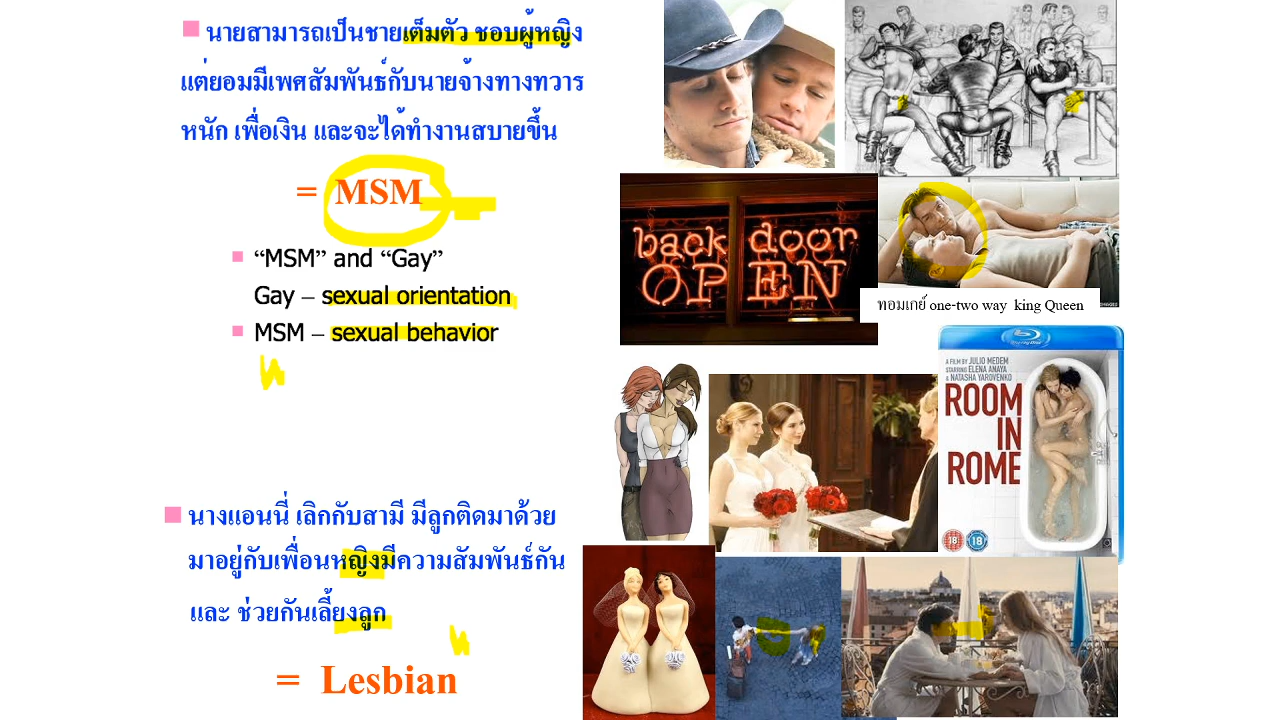 นายสามารถเป็นชายเต็มตัว ชอบผู้หญิง
แต่ยอมมีเพศสัมพันธ์กับนายจ้างทางทวาร
หนัก เพื่อเงิน และจะได้ทำงานสบายขึ้น
= MSM
“MSM” and “Gay”
Gay – sexual orientation
MSM – sexual behavior
นางแอนนี่ เลิกกับสามี มีลูกติดมาด้วย
มาอยู่กับเพื่อนหญิงมีความสัมพันธ์กัน
และ ช่วยกันเลี้ยงลูก
= Lesbian
back door
OPEN
ทอมเกย์ one-two way king Queen
Blu-ray Disc
A FILM BY JULIO MEDEM
STARRING ELENA ANAYA
& NATASHA YAROVENKO
ROOM
IN
ROME
18 18